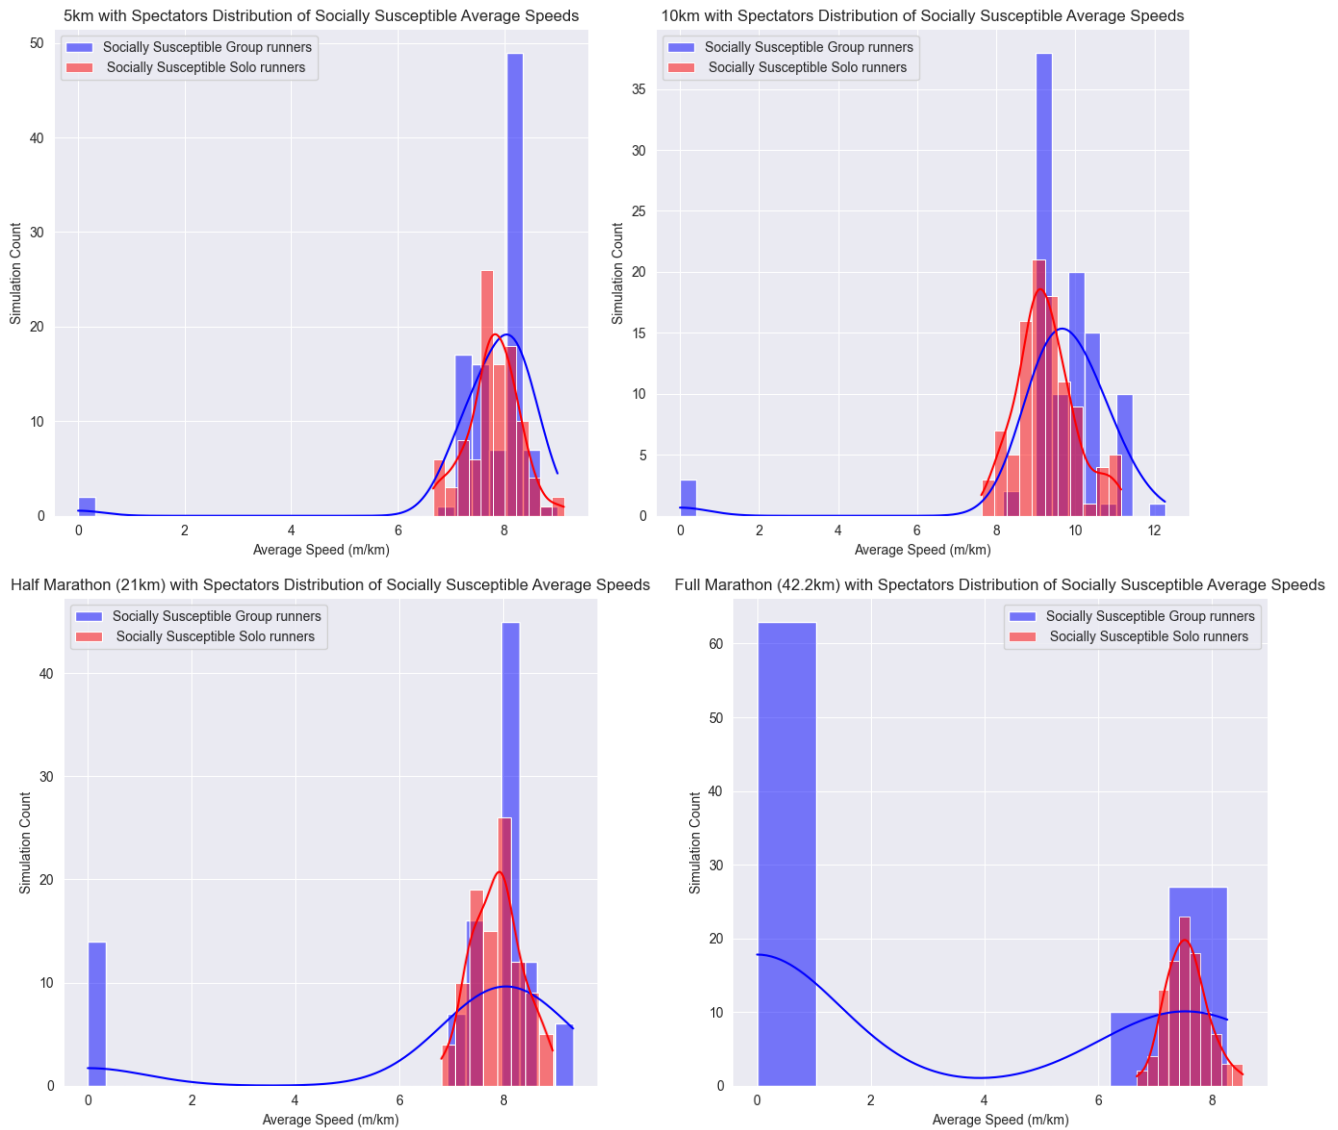 5km with Spectators Distribution of Socially Susceptible Average Speeds
Socially Susceptible Group runners
Socially Susceptible Solo runners
50
40
30
20
10
0
Simulation Count
0 2 4 6 8
Average Speed (m/km)
10km with Spectators Distribution of Socially Susceptible Average Speeds
Socially Susceptible Group runners
Socially Susceptible Solo runners
35
30
25
20
15
10
5
0
Simulation Count
0 2 4 6 8 10 12
Average Speed (m/km)
Half Marathon (21km) with Spectators Distribution of Socially Susceptible Average Speeds
Socially Susceptible Group runners
Socially Susceptible Solo runners
40
30
20
10
0
Simulation Count
0 2 4 6 8
Average Speed (m/km)
Full Marathon (42.2km) with Spectators Distribution of Socially Susceptible Average Speeds
Socially Susceptible Group runners
Socially Susceptible Solo runners
60
50
40
30
20
10
0
Simulation Count
0 2 4 6 8
Average Speed (m/km)